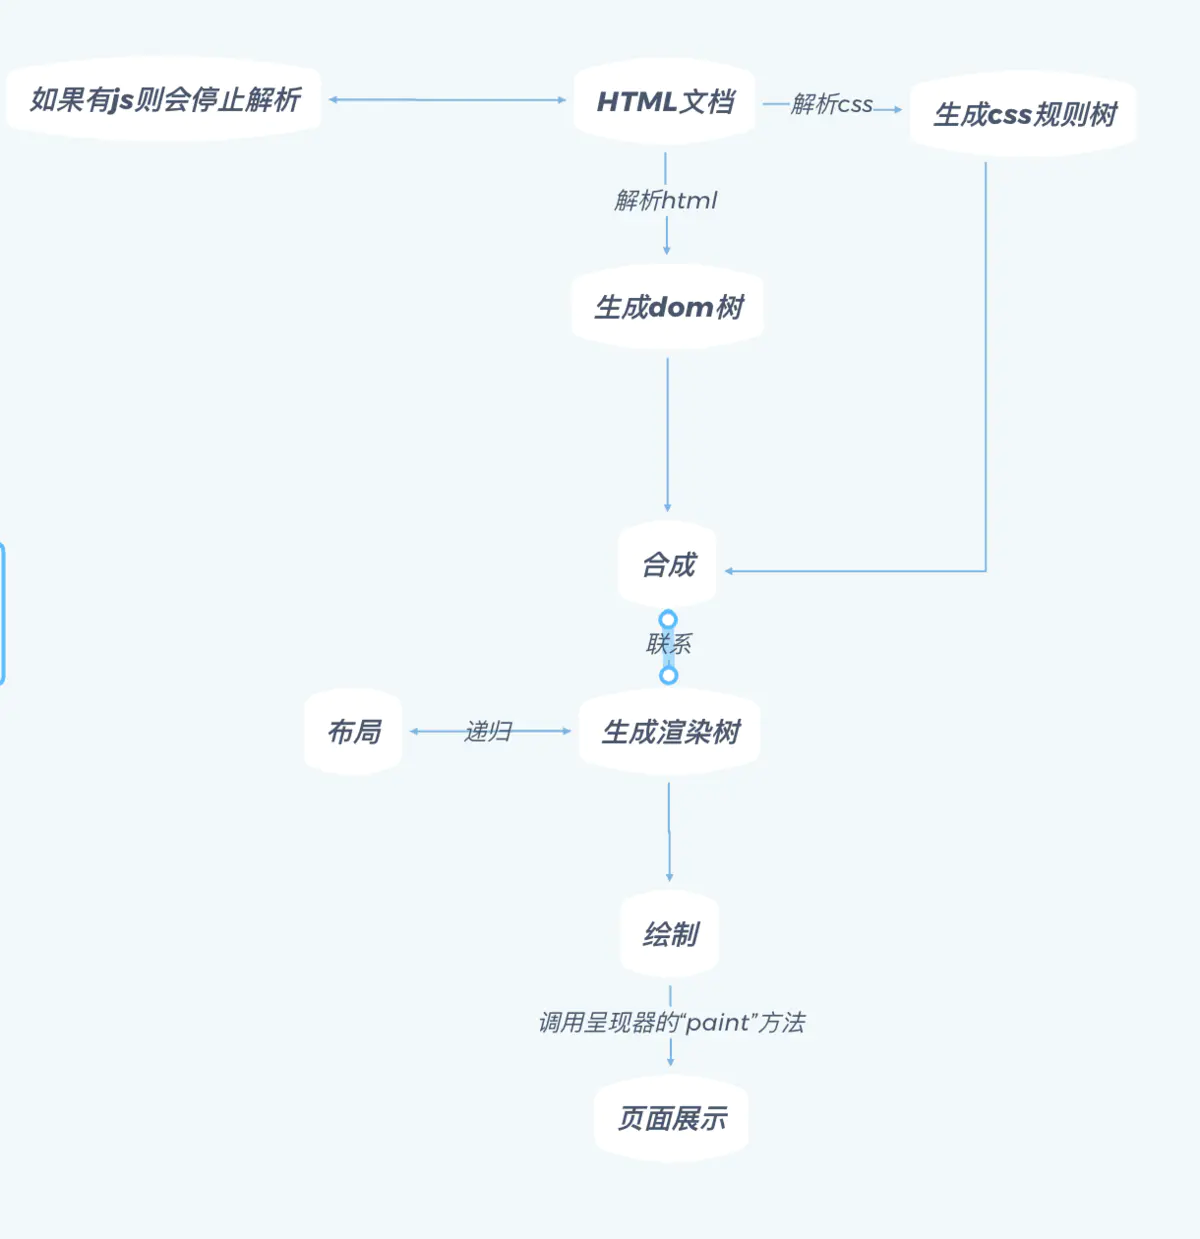 如果有js则会停止解析
HTML文档
解析css
生成css规则树
解析html
生成dom树
合成
联系
布局
递归
生成渲染树
绘制
调用呈现器的“paint”方法
页面展示